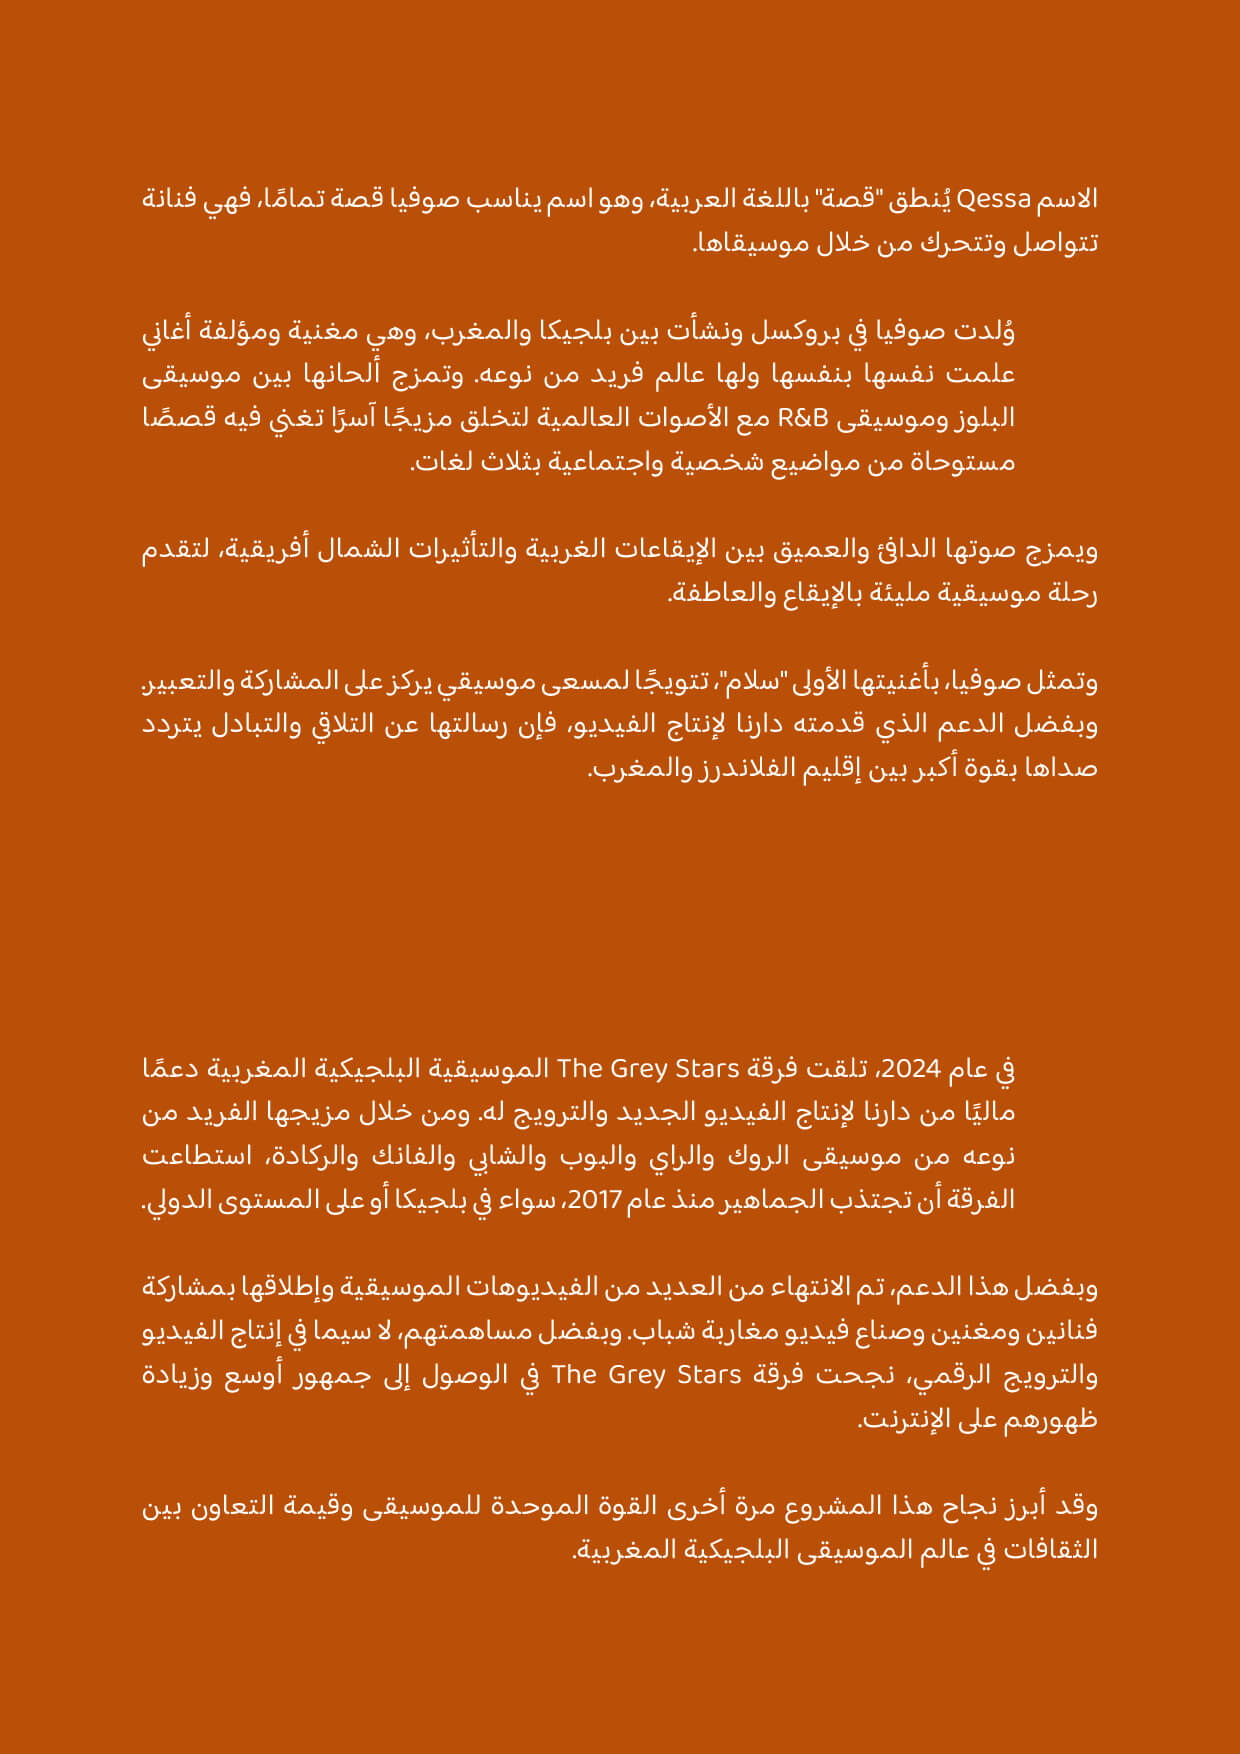 الاسم Qessa يُنطق "قصة" باللغة العربية، وهو اسم يناسب صوفيا قصة تمامًا، فهي فنانة
تتواصل وتتحرك من خلال موسيقاها.
وُلدت صوفيا في بروكسل ونشأت بين بلجيكا والمغرب، وهي مغنية ومؤلفة أغاني
علمت نفسها بنفسها ولها عالم فريد من نوعه. وتمزج ألحانها بين موسيقى
البلوز وموسيقى R&B مع الأصوات العالمية لتخلق مزيجًا آسرًا تغني فيه قصصًا
مستوحاة من مواضيع شخصية واجتماعية بثلاث لغات.
ويمزج صوتها الدافئ والعميق بين الإيقاعات الغربية والتأثيرات الشمال أفريقية، لتقدم
رحلة موسيقية مليئة بالإيقاع والعاطفة.
وتمثل صوفيا، بأغنيتها الأولى "سلام"، تتويجًا لمسعى موسيقي يركز على المشاركة والتعبير.
وبفضل الدعم الذي قدمته دارنا لإنتاج الفيديو، فإن رسالتها عن التلاقي والتبادل يتردد
صداها بقوة أكبر بين إقليم الفلاندرز والمغرب.
في عام 2024، تلقت فرقة The Grey Stars الموسيقية البلجيكية المغربية دعمًا
ماليًا من دارنا لإنتاج الفيديو الجديد والترويج له. ومن خلال مزيجها الفريد من
نوعه من موسيقى الروك والراي والبوب والشابي والفانك والركادة، استطاعت
الفرقة أن تجتذب الجماهير منذ عام 2017، سواء في بلجيكا أو على المستوى الدولي.
وبفضل هذا الدعم، تم الانتهاء من العديد من الفيديوهات الموسيقية وإطلاقها بمشاركة
فنانين ومغنين وصناع فيديو مغاربة شباب. وبفضل مساهمتهم، لا سيما في إنتاج الفيديو
والترويج الرقمي، نجحت فرقة The Grey Stars في الوصول إلى جمهور أوسع وزيادة
ظهورهم على الإنترنت.
وقد أبرز نجاح هذا المشروع مرة أخرى القوة الموحدة للموسيقى وقيمة التعاون بين
الثقافات في عالم الموسيقى البلجيكية المغربية.